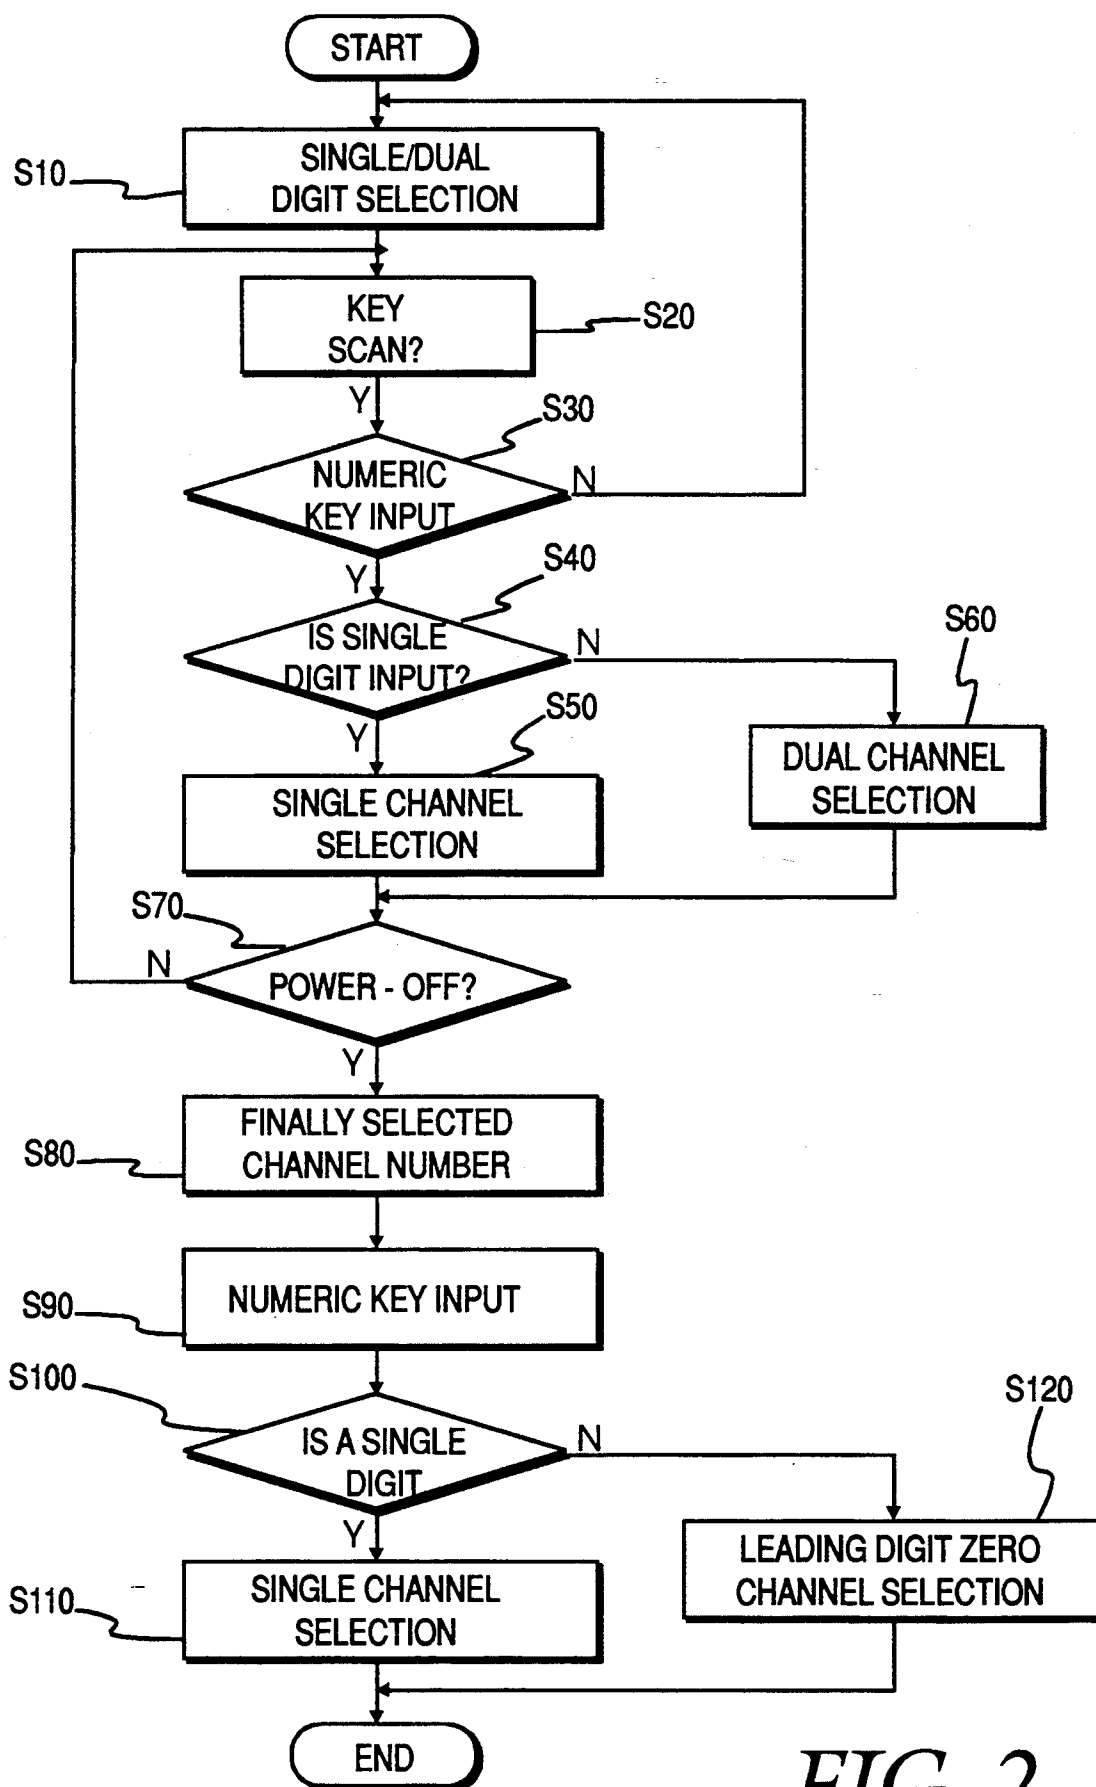 START
SINGLE/DUAL
DIGIT SELECTION
S10
KEY
SCAN?
S20
Y
S30
NUMERIC
KEY INPUT
N
Y
S40
IS SINGLE
DIGIT INPUT?
N
S60
Y
S50
SINGLE CHANNEL
SELECTION
DUAL CHANNEL
SELECTION
S70
N
POWER - OFF?
Y
FINALLY SELECTED
CHANNEL NUMBER
S80
NUMERIC KEY INPUT
S90
S100
IS A SINGLE
DIGIT
N
S120
Y
LEADING DIGIT ZERO
CHANNEL SELECTION
SINGLE CHANNEL
SELECTION
S110
END
FIG. 2